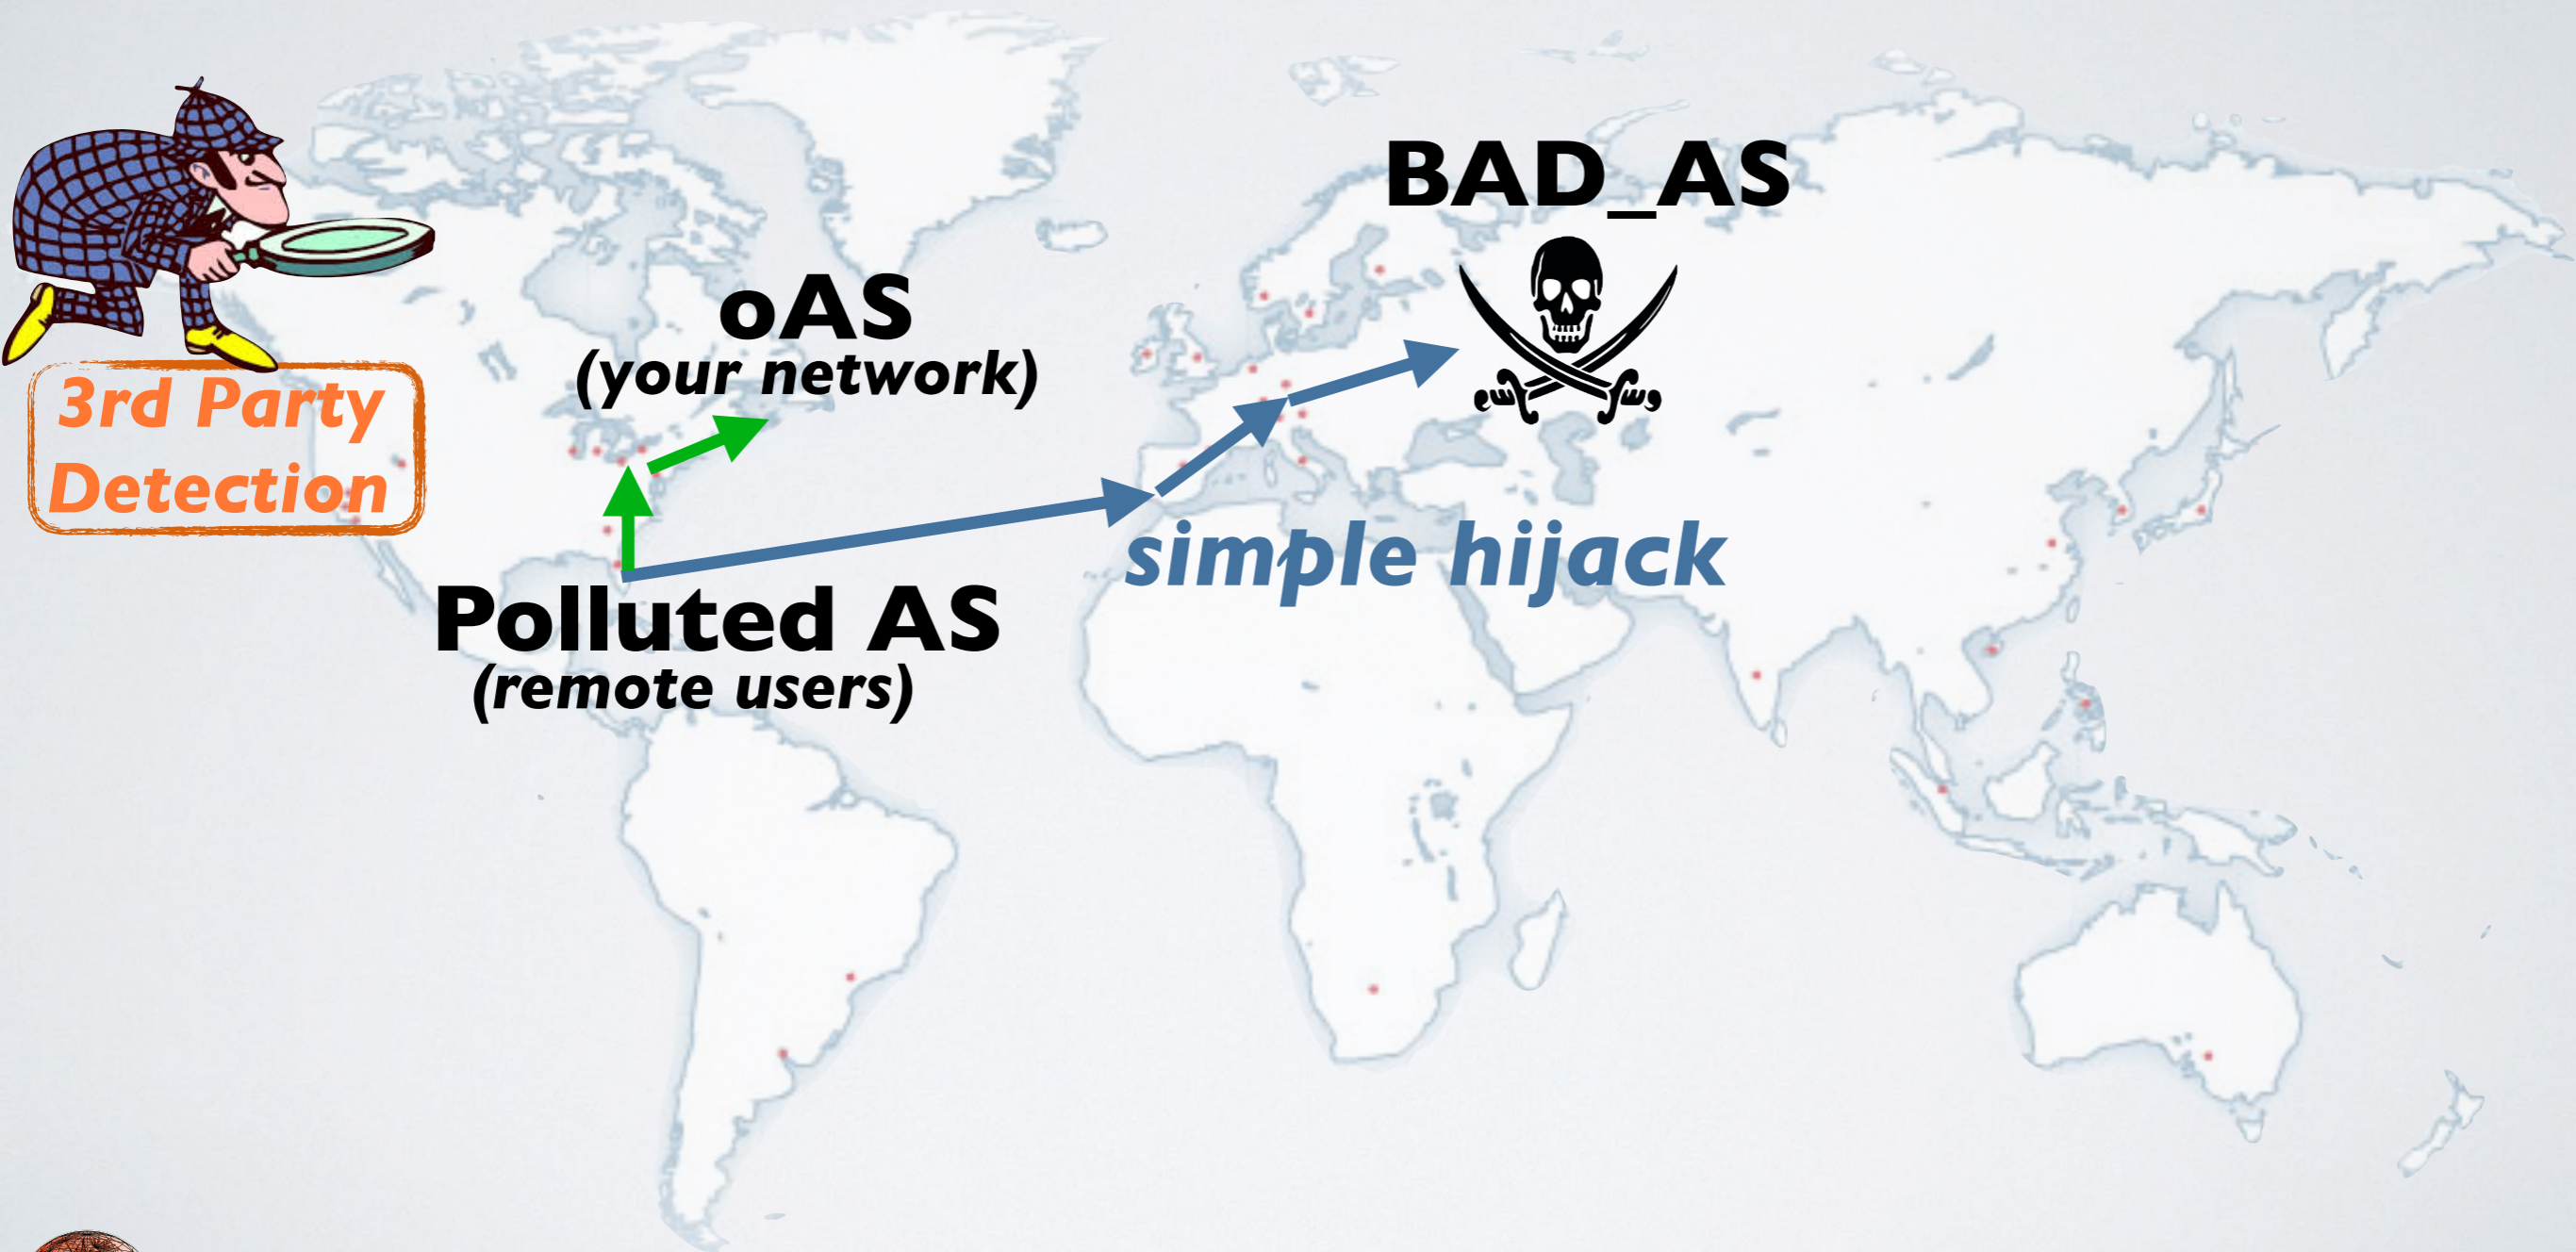 BAD_AS
oAS
(your network)
3rd Party
Detection
simple hijack
Polluted AS
(remote users)